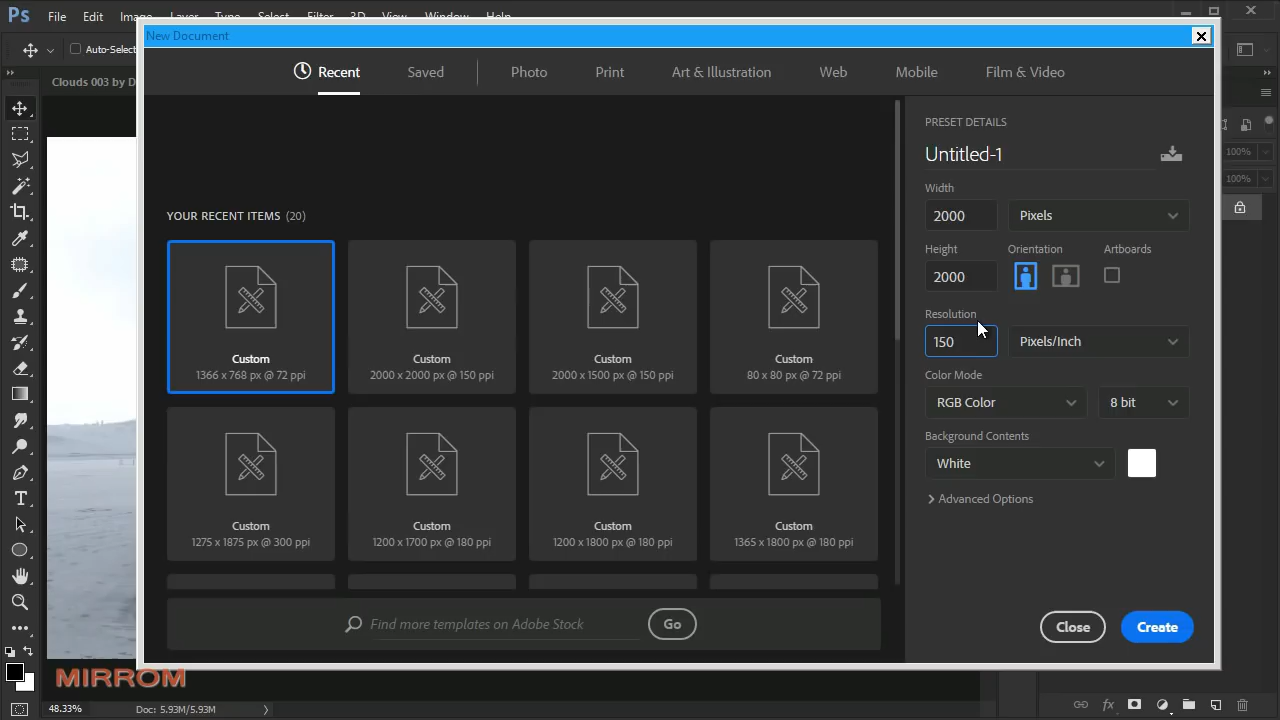 Ps File Edit Image Layer Type Select Filter 3D View Window Help
New Document
Auto-Select
Recent Saved Photo Print Art & Illustration Web Mobile Film & Video
Clouds 003 by D
PRESET DETAILS
Untitled-1
Width
2000 Pixels
Height Orientation Artboards
2000
Resolution
150 Pixels/Inch
Color Mode
RGB Color 8 bit
Background Contents
White
Advanced Options
Close Create
YOUR RECENT ITEMS (20)
Custom Custom Custom Custom
1366 x 768 px @ 72 ppi 2000 x 2000 px @ 150 ppi 2000 x 1500 px @ 150 ppi 80 x 80 px @ 72 ppi
Custom Custom Custom Custom
1275 x 1875 px @ 300 ppi 1200 x 1700 px @ 180 ppi 1200 x 1800 px @ 180 ppi 1365 x 1800 px @ 180 ppi
Find more templates on Adobe Stock Go
100%
100%
MIRROM
48.33% Doc: 5.93M/5.93M
fx